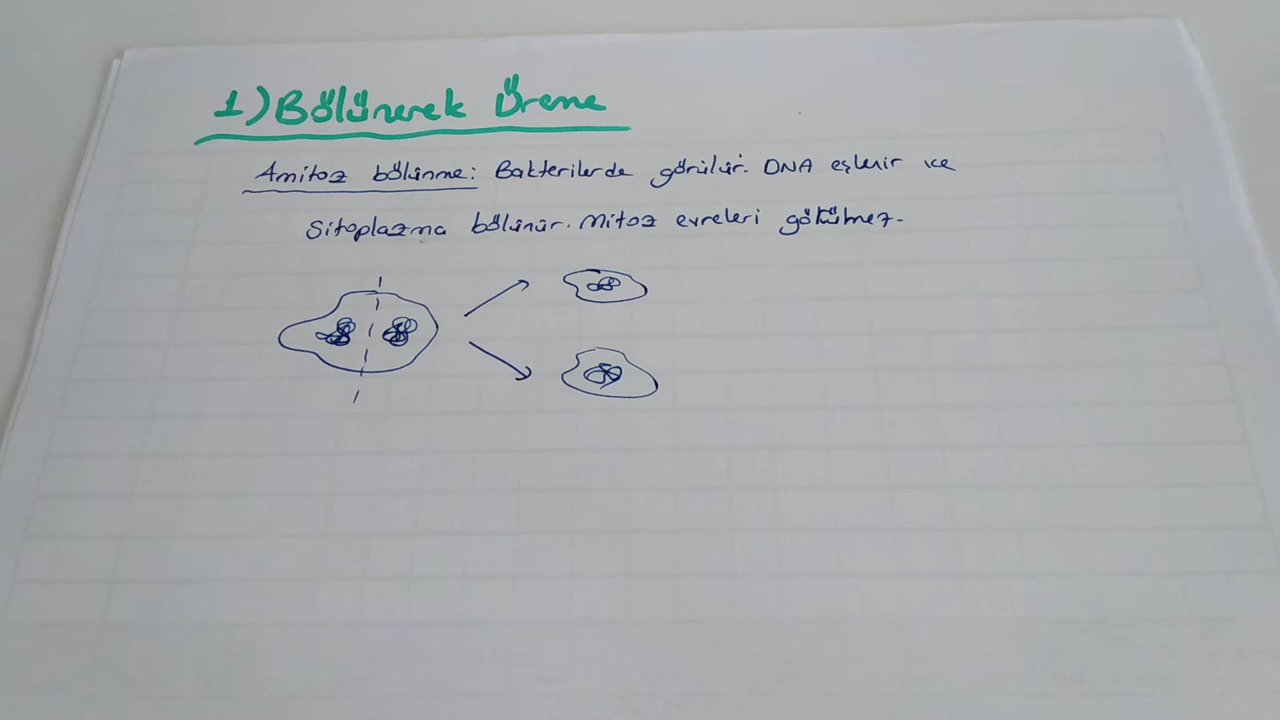 1) Bölünerek Üreme
Amitoz bölünme: Bakterilerde görülür. DNA eşlenir ve
Sitoplazma bölünür. Mitoz evreleri görülmez.